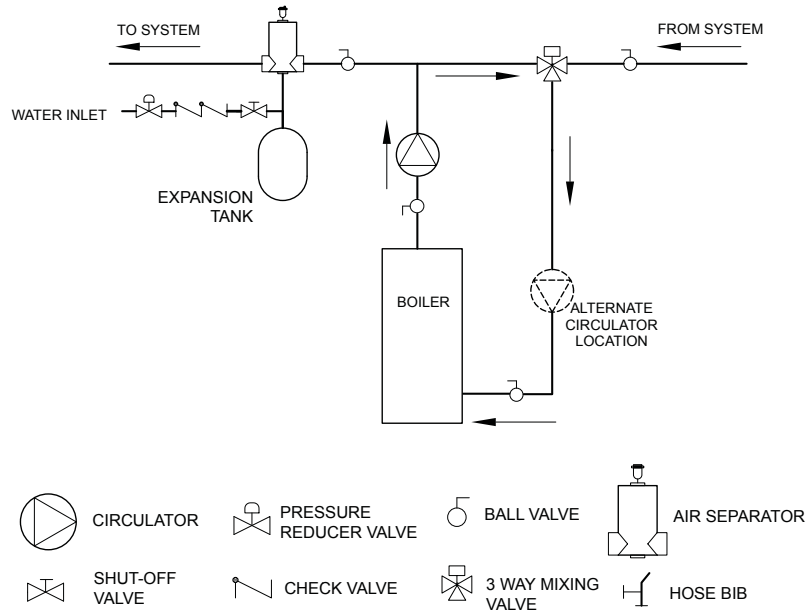 TO SYSTEM
FROM SYSTEM
WATER INLET
EXPANSION
TANK
BOILER
ALTERNATE
CIRCULATOR
LOCATION
CIRCULATOR
PRESSURE
REDUCER VALVE
BALL VALVE
AIR SEPARATOR
SHUT-OFF
VALVE
CHECK VALVE
3 WAY MIXING
VALVE
HOSE BIB